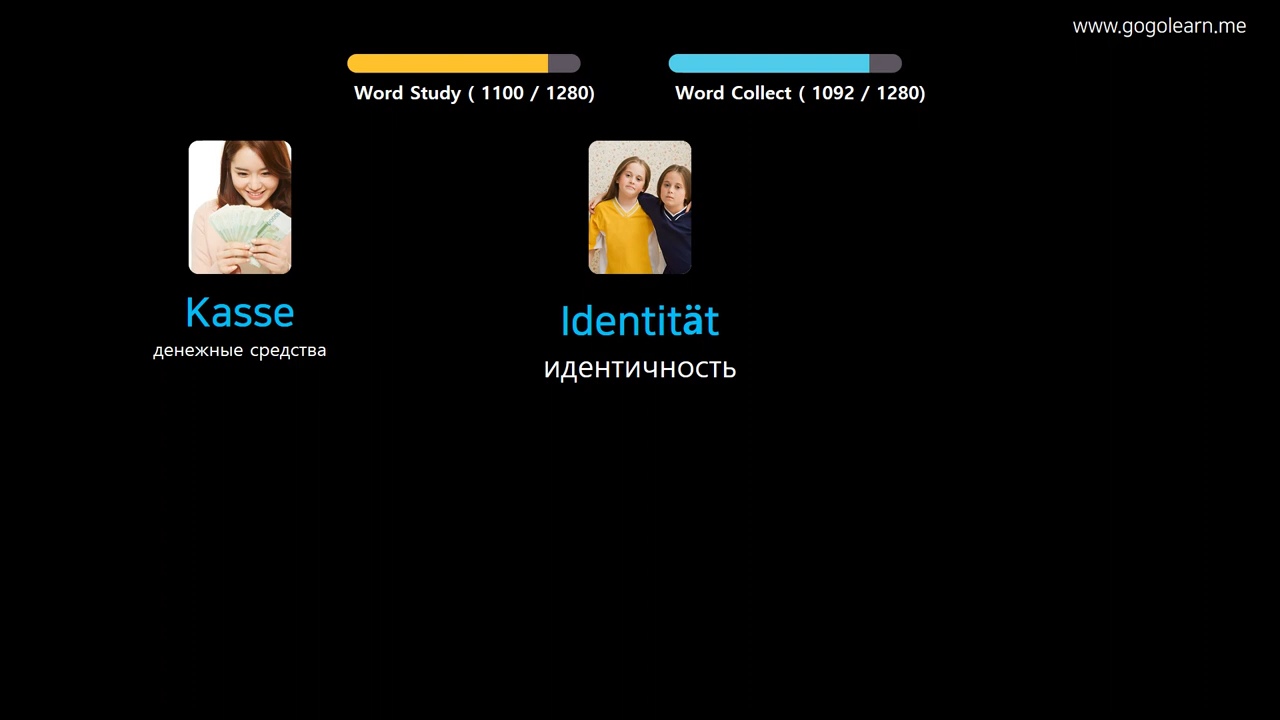 www.gogolearn.me
Word Study ( 1100 / 1280)
Word Collect ( 1092 / 1280)
Kasse
денежные средства
Identität
идентичность